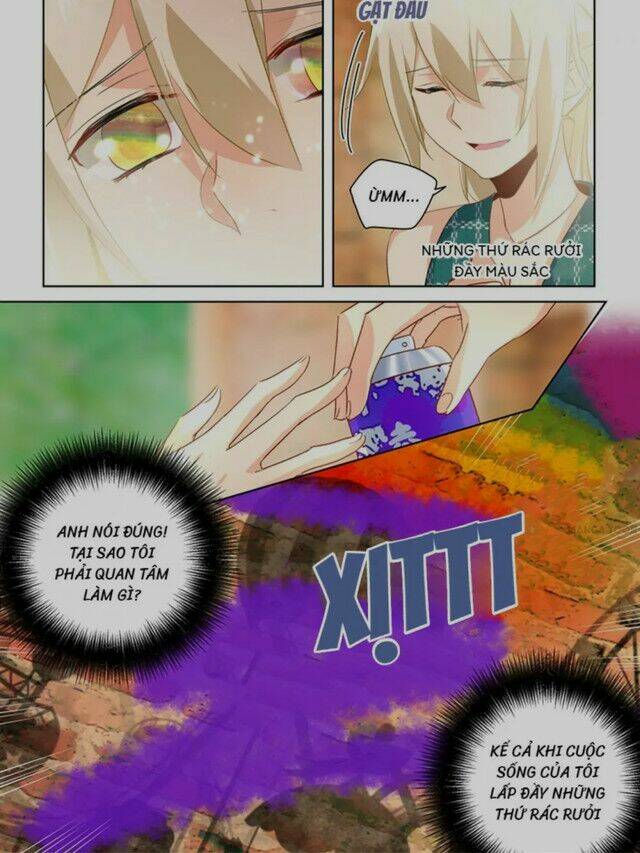 GẬT ĐẦU
ỪMM...
NHỮNG THỨ RÁC RƯỞI
ĐẦY MÀU SẮC
ANH NÓI ĐÚNG!
TẠI SAO TÔI
PHẢI QUAN TÂM
LÀM GÌ?
XỊTTT
KỂ CẢ KHI CUỘC
SỐNG CỦA TÔI
LẤP ĐẦY NHỮNG
THỨ RÁC RƯỞI